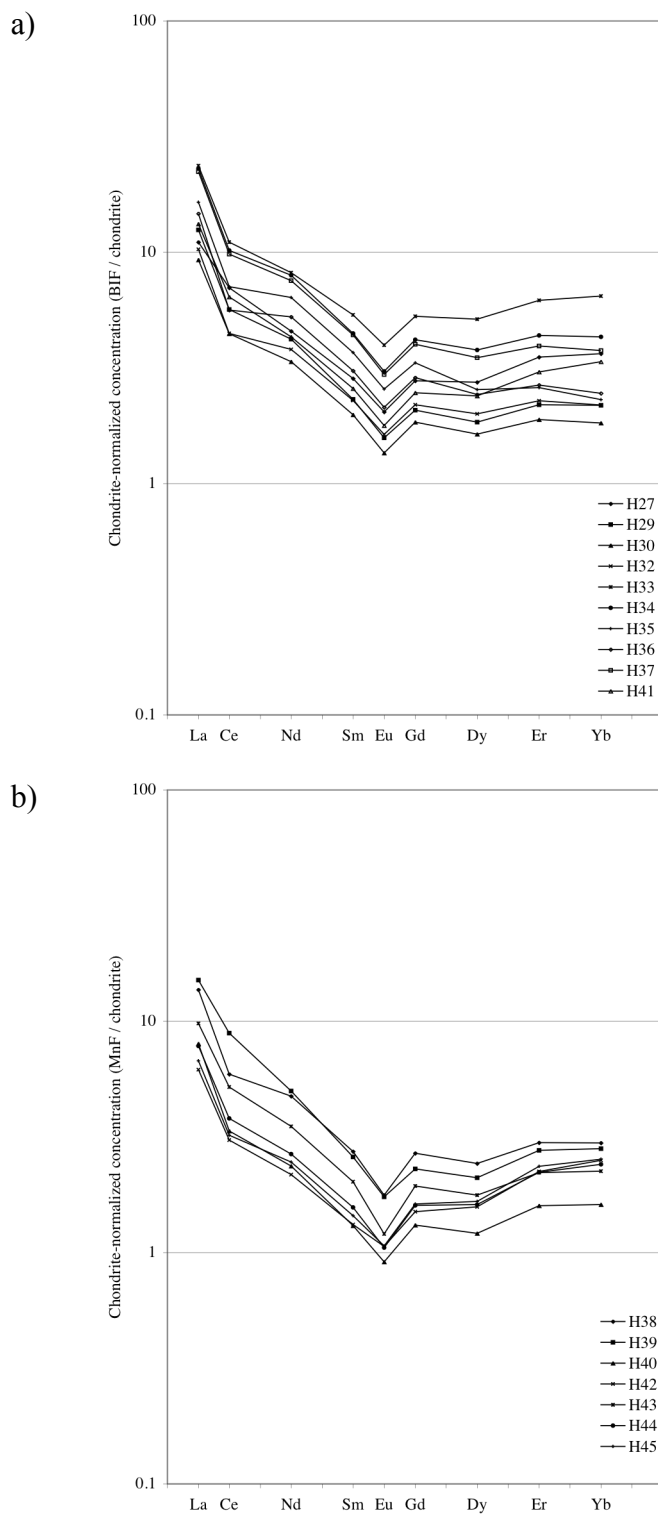 a)
100
10
1
0.1
Chondrite-normalized concentration (BIF / chondrite)
La Ce Nd Sm Eu Gd Dy Er Yb
H27
H29
H30
H32
H33
H34
H35
H36
H37
H41
b)
100
10
1
0.1
Chondrite-normalized concentration (MnF / chondrite)
La Ce Nd Sm Eu Gd Dy Er Yb
H38
H39
H40
H42
H43
H44
H45